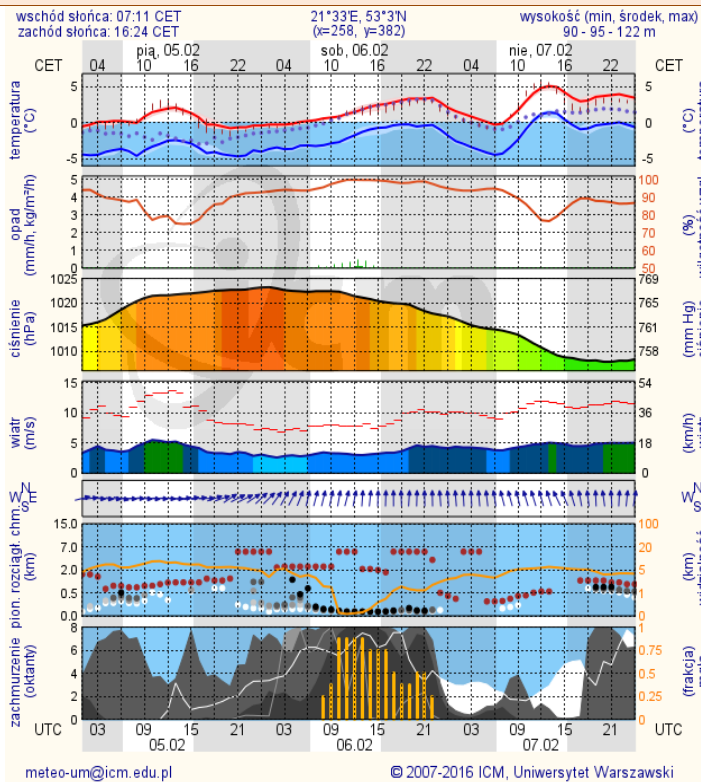 wschód słońca: 07:11 CET 21°33'E, 53°3'N wysokość (min, środek, max)
zachód słońca: 16:24 CET (x=258, y=382) 90 - 95 - 122 m
pią, 05.02 sob, 06.02 nie, 07.02
CET 04 10 16 22 04 10 16 22 04 10 16 22 CET
temperatura (°C)
5 0 -5
5 0 -5
(°C)
opad (mm/h, kg/m²/h)
5 4 3 2 1 0
100 90 80 70 60 50
(%)
ciśnienie (hPa)
1025 1020 1015 1010
769 765 761 758
(mm Hg)
wiatr (m/s)
15 10 5 0
54 36 18 0
(km/h)
N W E S
N W S
pion. rozciągł. chm. (km)
15.0 7.0 2.0 0.5 0.0
100 20 5 1 0
(km)
zachmurzenie (oktanty)
8 6 4 2 0
1 0.75 0.5 0.25 0
(frakcja)
UTC 03 09 15 21 03 09 15 21 03 09 15 21 UTC
05.02 06.02 07.02
meteo-um@icm.edu.pl © 2007-2016 ICM, Uniwersytet Warszawski
icm